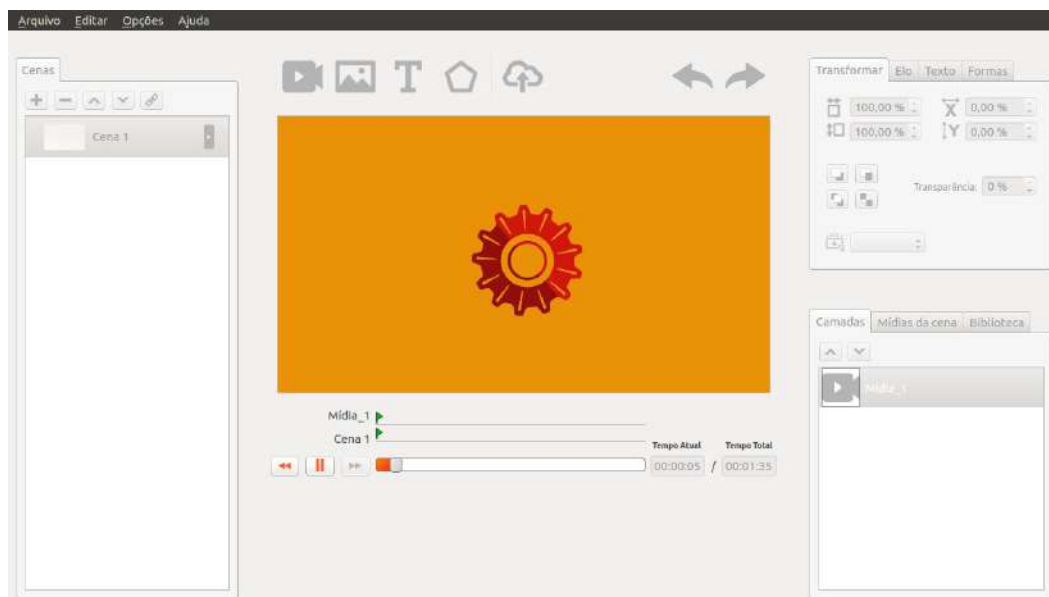 Arquivo Editar Opções Ajuda
Cenas
Cena 1
T
Transformar Elo Texto Formas
100,00 % X 0,00 %
100,00 % Y 0,00 %
Transparência: 0 %
Camadas Mídias da cena Biblioteca
Mídia_1
Mídia_1
Cena 1
Tempo Atual Tempo Total
00:00:05 / 00:01:35